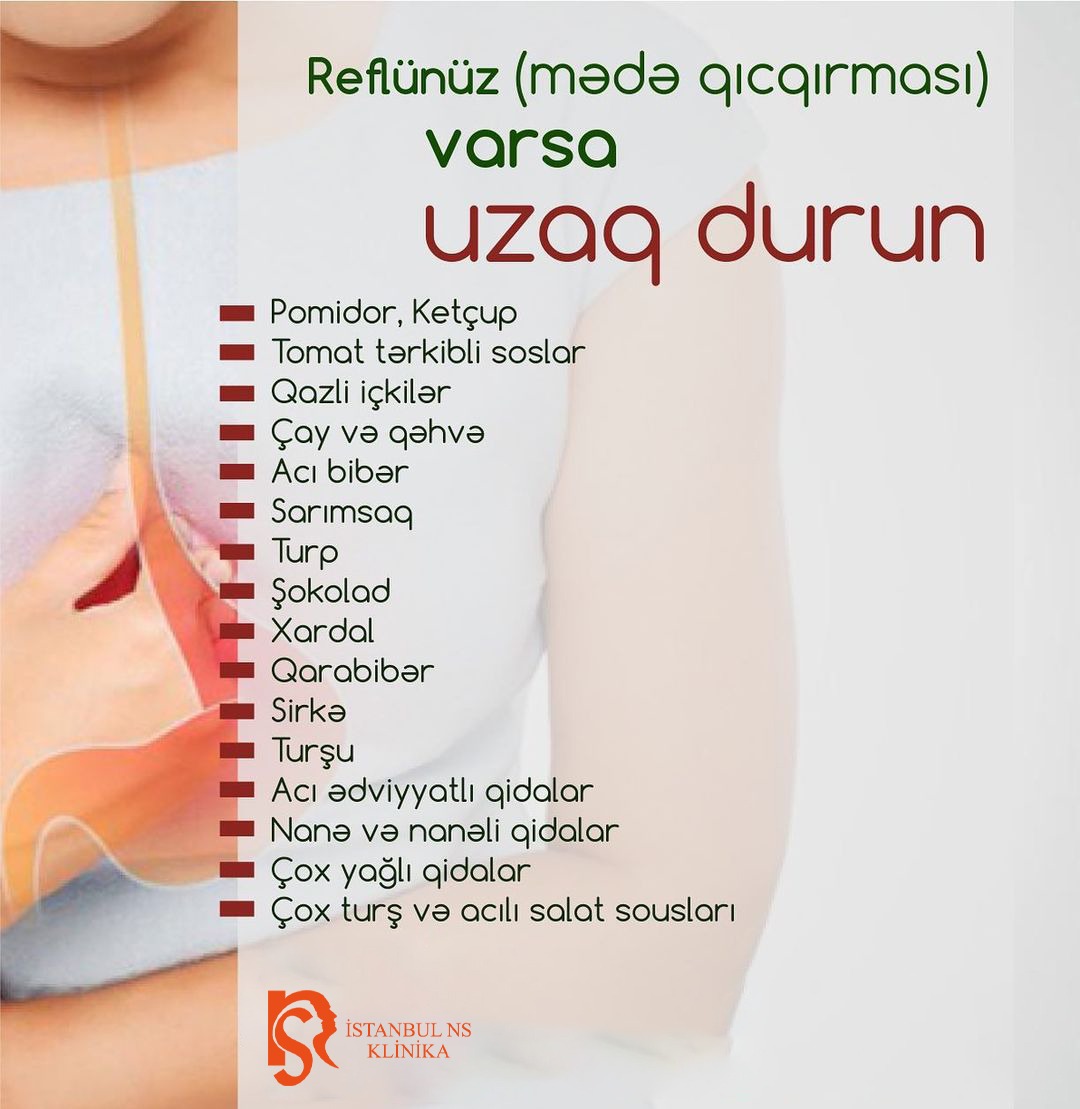 Reflünüz (mədə qıcqırması)
varsa
uzaq durun
Pomidor, Ketçup
Tomat tərkibli soslar
Qazli içkilər
Çay və qəhvə
Acı bibər
Sarımsaq
Turp
Şokolad
Xardal
Qarabibər
Sirkə
Turşu
Acı ədviyyatlı qidalar
Nanə və nanəli qidalar
Çox yağlı qidalar
Çox turş və acılı salat sousları
İSTANBUL NS
KLİNİKA